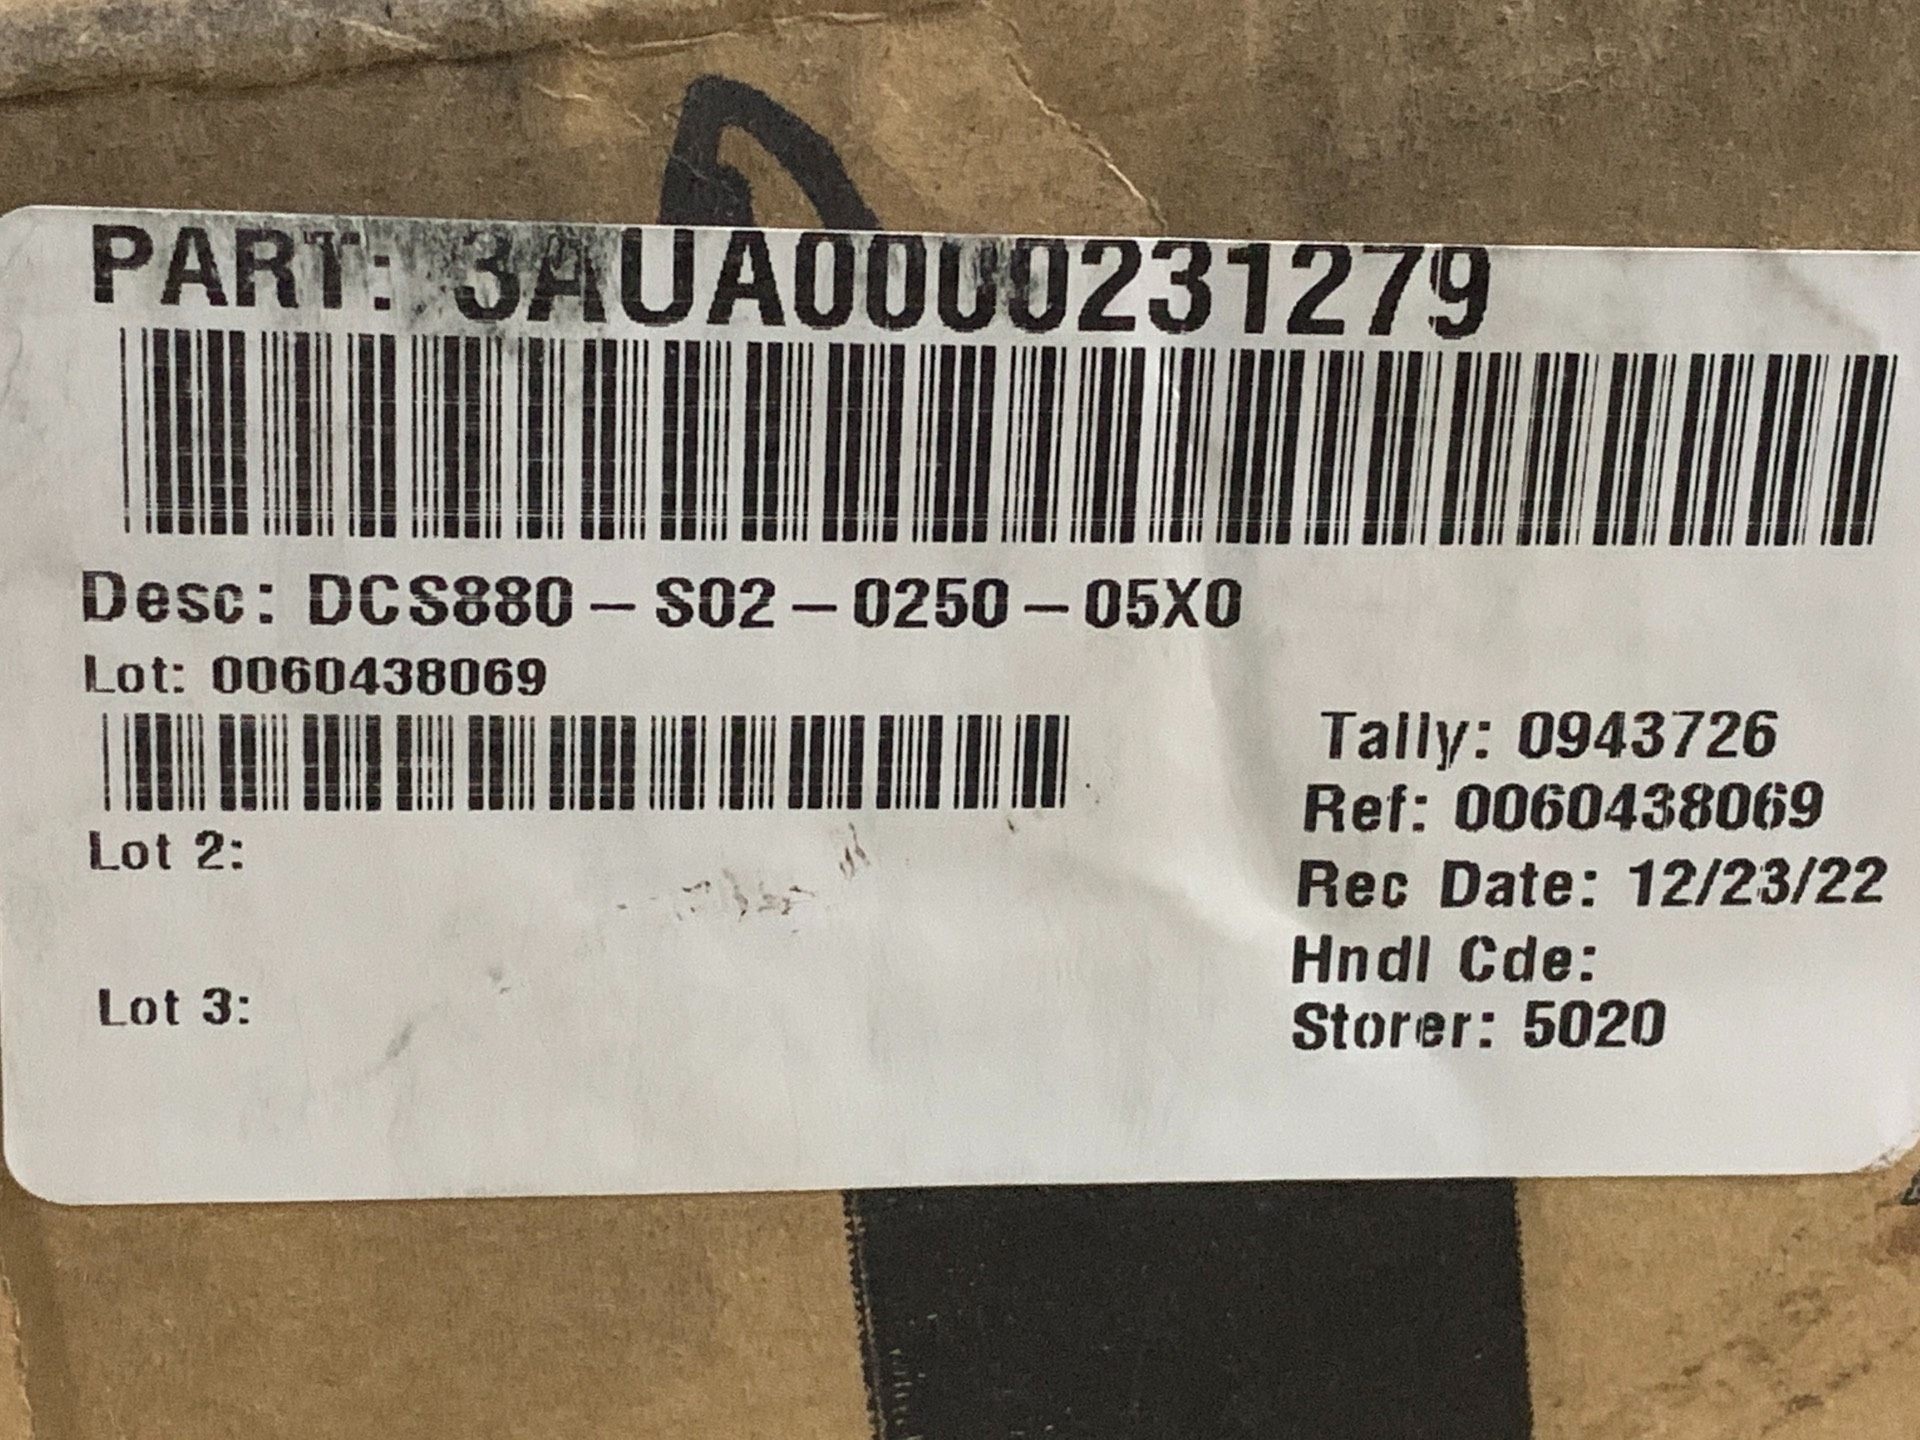 PART: 3AUA0000231279
Desc: DCS880-S02-0250-05X0
Lot: 0060438069
Tally: 0943726
Ref: 0060438069
Lot 2:
Rec Date: 12/23/22
Hndl Cde:
Lot 3:
Storer: 5020